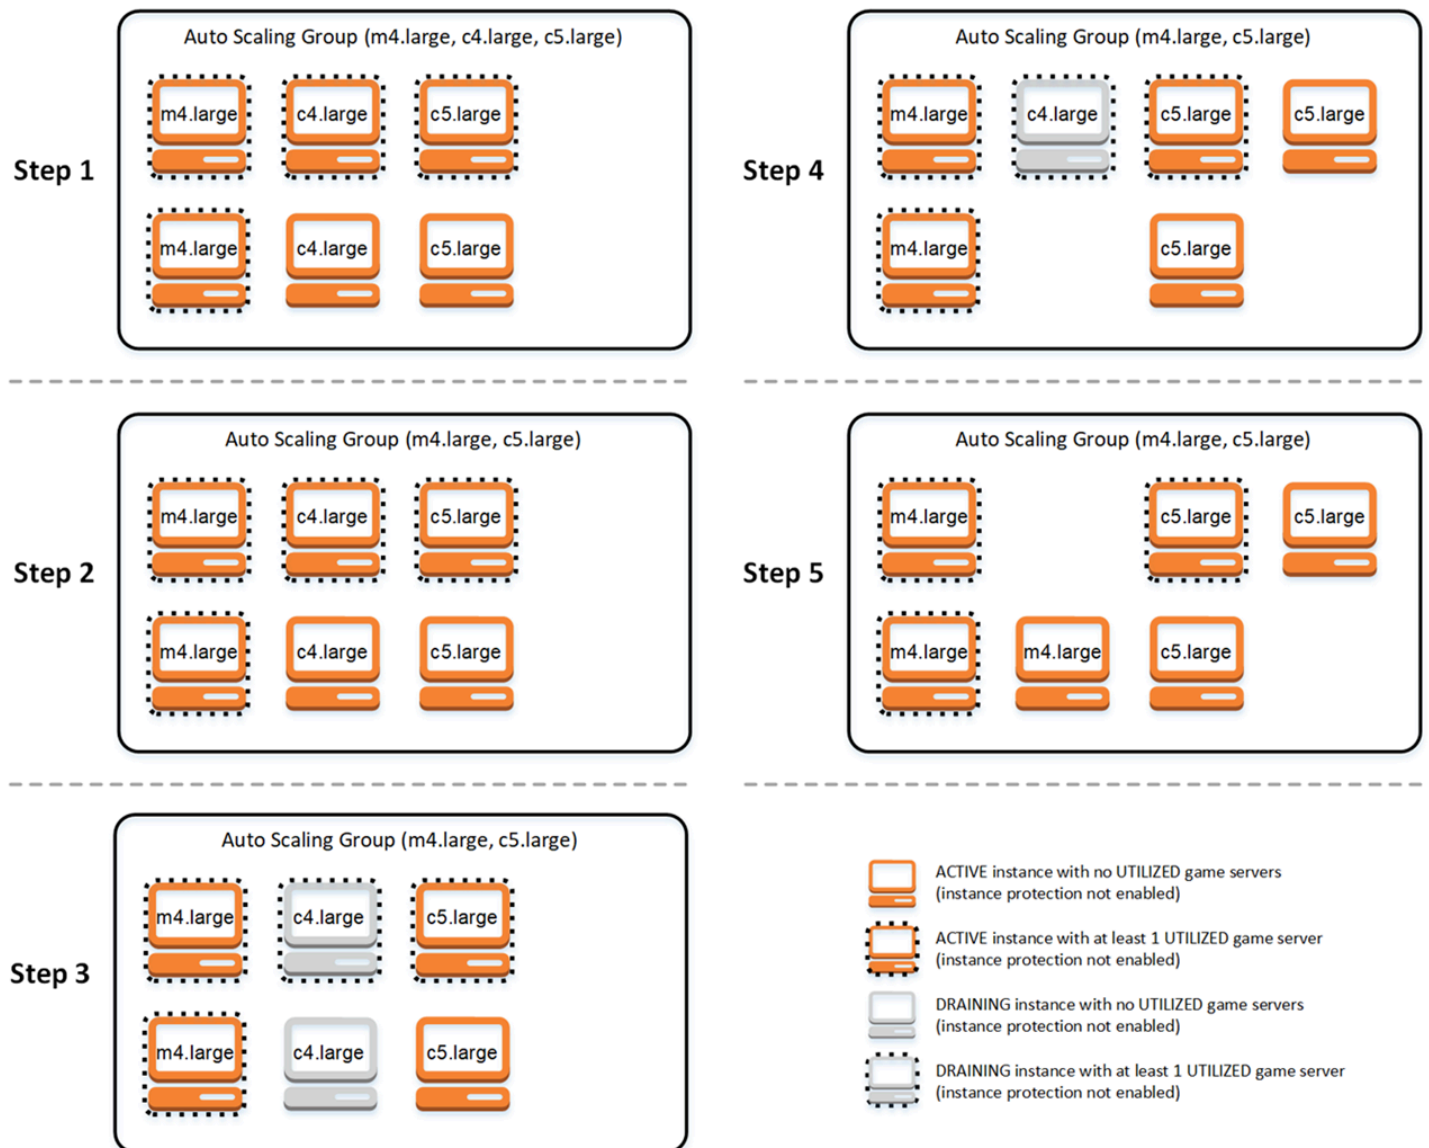 Step 1
Auto Scaling Group (m4.large, c4.large, c5.large)
m4.large c4.large c5.large
m4.large c4.large c5.large
Step 2
Auto Scaling Group (m4.large, c5.large)
m4.large c4.large c5.large
m4.large c4.large c5.large
Step 3
Auto Scaling Group (m4.large, c5.large)
m4.large c4.large c5.large
m4.large c4.large c5.large
Step 4
Auto Scaling Group (m4.large, c5.large)
m4.large c4.large c5.large c5.large
m4.large c5.large
Step 5
Auto Scaling Group (m4.large, c5.large)
m4.large c5.large c5.large
m4.large m4.large c5.large
ACTIVE instance with no UTILIZED game servers
(instance protection not enabled)
ACTIVE instance with at least 1 UTILIZED game server
(instance protection not enabled)
DRAINING instance with no UTILIZED game servers
(instance protection not enabled)
DRAINING instance with at least 1 UTILIZED game server
(instance protection not enabled)